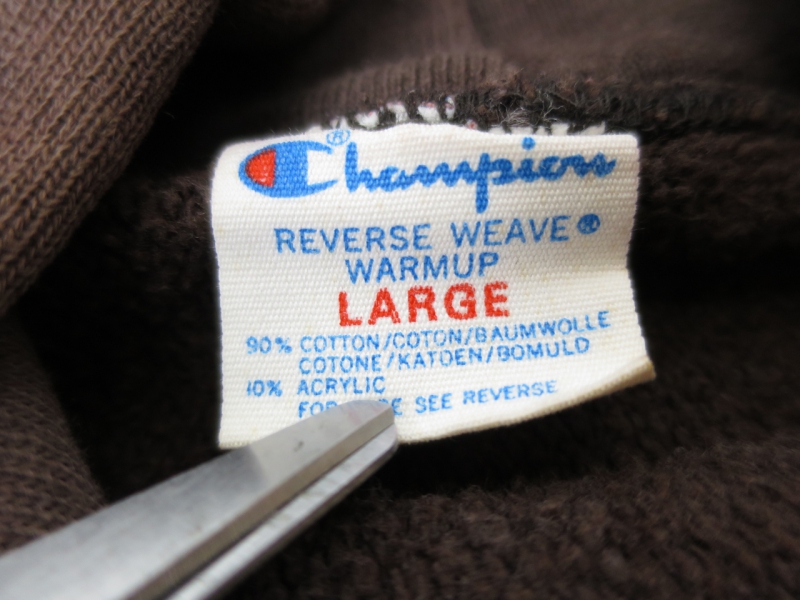 Champion®
REVERSE WEAVE®
WARMUP
LARGE
90% COTTON/COTON/BAUMWOLLE
COTONE/KATOEN/BOMULD
10% ACRYLIC
FOR SEE REVERSE